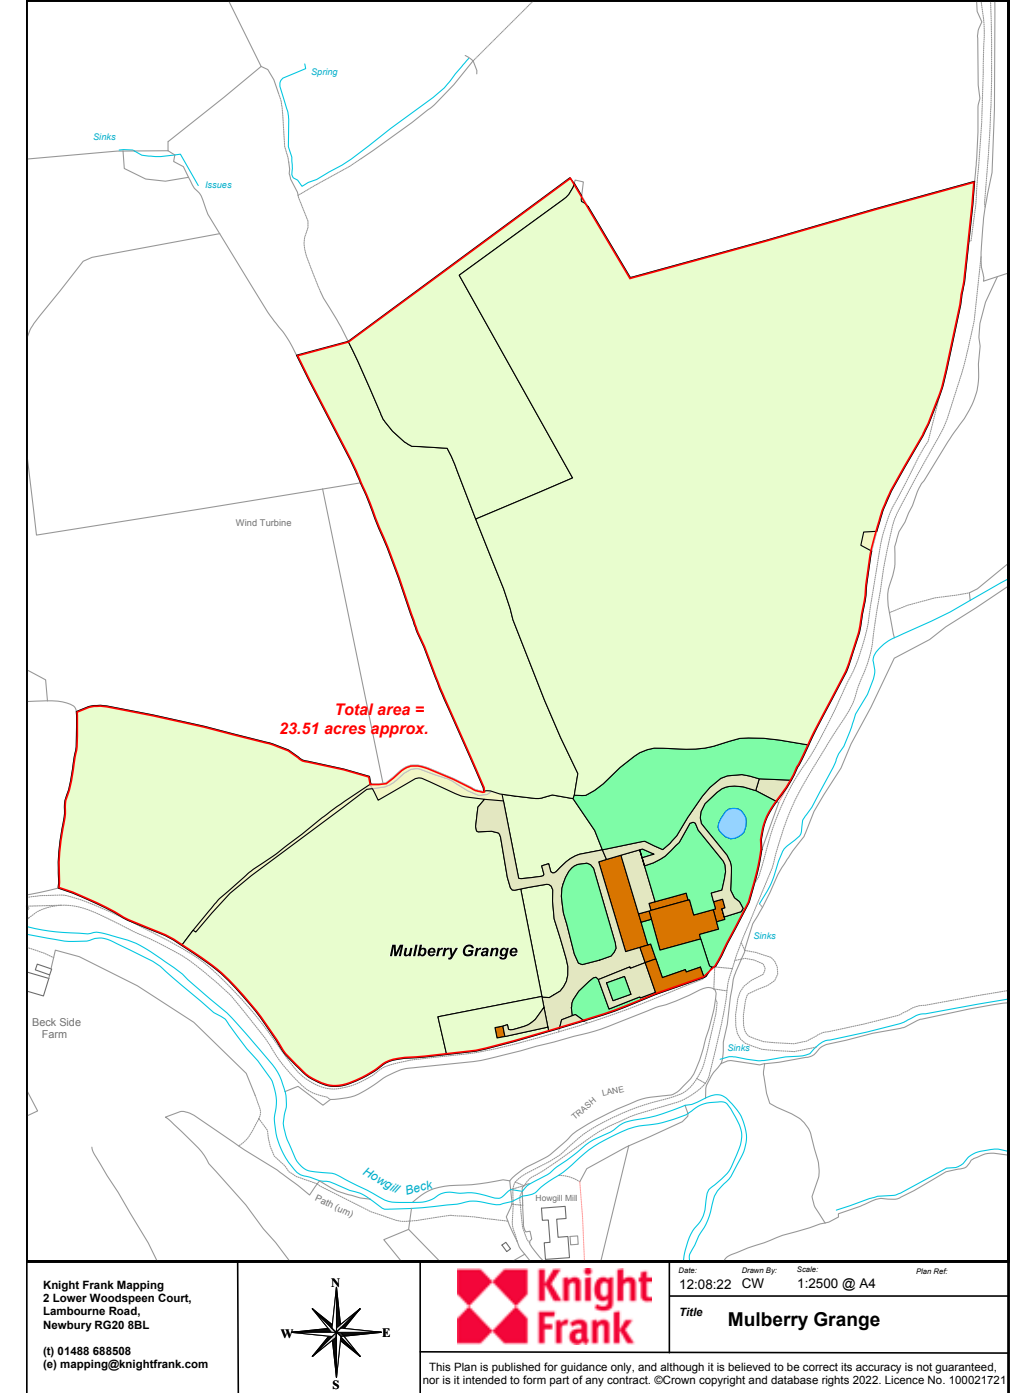 Spring
Sinks
Issues
Wind Turbine
Total area =
23.51 acres approx.
Mulberry Grange
Sinks
Beck Side
Farm
Sinks
TRASH LANE
Howgill Beck
Path (um)
Howgill Mill
Knight Frank Mapping
2 Lower Woodspeen Court,
Lambourne Road,
Newbury RG20 8BL
(t) 01488 688508
(e) mapping@knightfrank.com
N
W E
S
Knight
Frank
Date: Drawn By: Scale: Plan Ref:
12:08:22 CW 1:2500 @ A4
Title Mulberry Grange
This Plan is published for guidance only, and although it is believed to be correct its accuracy is not guaranteed,
nor is it intended to form part of any contract. ©Crown copyright and database rights 2022. Licence No. 100021721